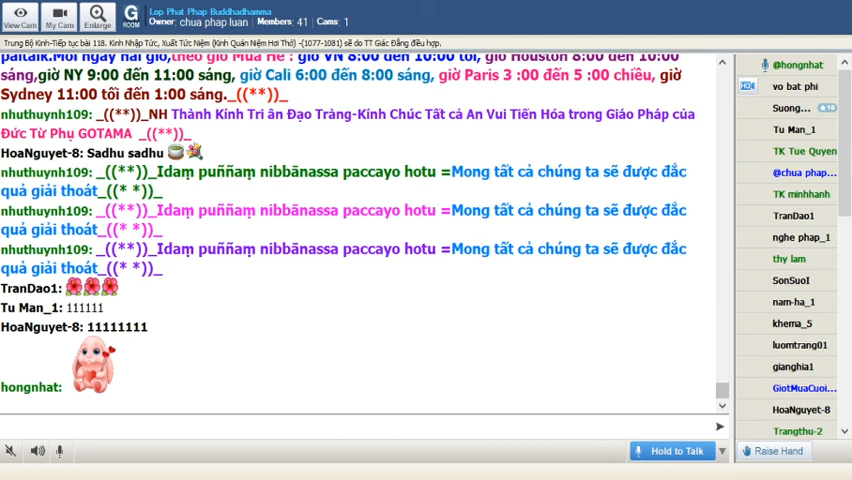 View Cam
My Cam
Enlarge
G
ROOM
Lop Phat Phap Buddhadhamma
Owner: chua phap luan Members: 41 Cams: 1
Trung Bộ Kinh-Tiếp tục bài 118. Kinh Nhập Tức, Xuất Tức Niệm (Kinh Quán Niệm Hơi Thở) -(1077-1081) sẽ do TT Giác Đẳng đều hợp.
paltalk.Mỗi ngày hai giờ,theo giờ Mùa Hè : giờ VN 8:00 đến 10:00 tối, giờ Houston 8:00 đến 10:00
sáng,giờ NY 9:00 đến 11:00 sáng, giờ Cali 6:00 đến 8:00 sáng, giờ Paris 3 :00 đến 5 :00 chiều, giờ
Sydney 11:00 tối đến 1:00 sáng._((**))_
nhuthuynh109: _((**))_NH Thành Kính Tri ân Đạo Tràng-Kính Chúc Tất cả An Vui Tiến Hóa trong Giáo Pháp của
Đức Từ Phụ GOTAMA _((**))_
HoaNguyet-8: Sadhu sadhu
nhuthuynh109: _((**))_Idaṃ puññaṃ nibbānassa paccayo hotu =Mong tất cả chúng ta sẽ được đắc
quả giải thoát_((* *))_
nhuthuynh109: _((**))_Idaṃ puññaṃ nibbānassa paccayo hotu =Mong tất cả chúng ta sẽ được đắc
quả giải thoát_((* *))_
nhuthuynh109: _((**))_Idaṃ puññaṃ nibbānassa paccayo hotu =Mong tất cả chúng ta sẽ được đắc
quả giải thoát_((* *))_
TranDao1:
Tu Man_1: 111111
HoaNguyet-8: 11111111
hongnhat:
Hold to Talk
@hongnhat
vo bat phi
Suong...
10
Tu Man_1
TK Tue Quyen
@chua phap...
TK minhhanh
TranDao1
nghe phap_1
thy lam
SonSuoI
nam-ha_1
khema_5
luomtrang01
gianghia1
GiotMuaCuoi...
HoaNguyet-8
Trangthu-2
Raise Hand